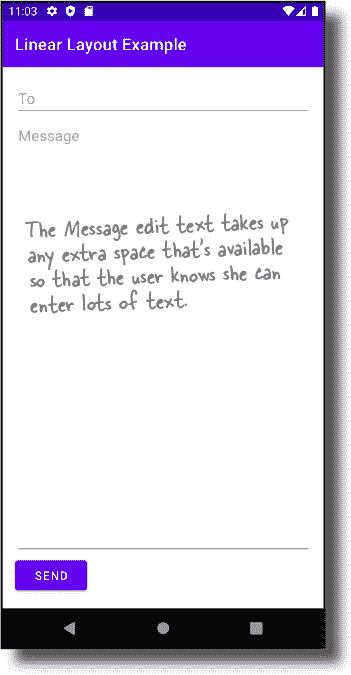 11:03
Linear Layout Example
To
Message
The Message edit text takes up
any extra space that's available
so that the user knows she can
enter lots of text.
SEND